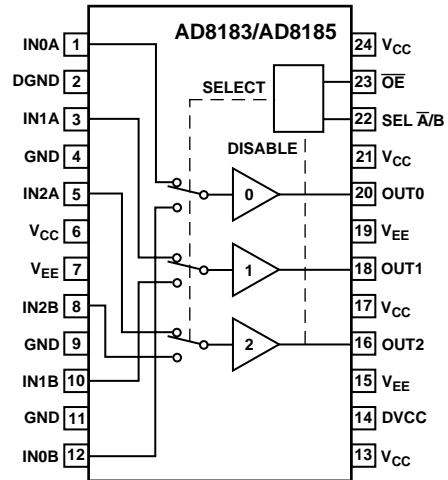 AD8183/AD8185
IN0A 1
DGND 2
IN1A 3
GND 4
IN2A 5
VCC 6
VEE 7
IN2B 8
GND 9
IN1B 10
GND 11
IN0B 12
SELECT
DISABLE
0
1
2
24 VCC
23 O̅E̅
22 SEL A̅/B
21 VCC
20 OUT0
19 VEE
18 OUT1
17 VCC
16 OUT2
15 VEE
14 DVCC
13 VCC